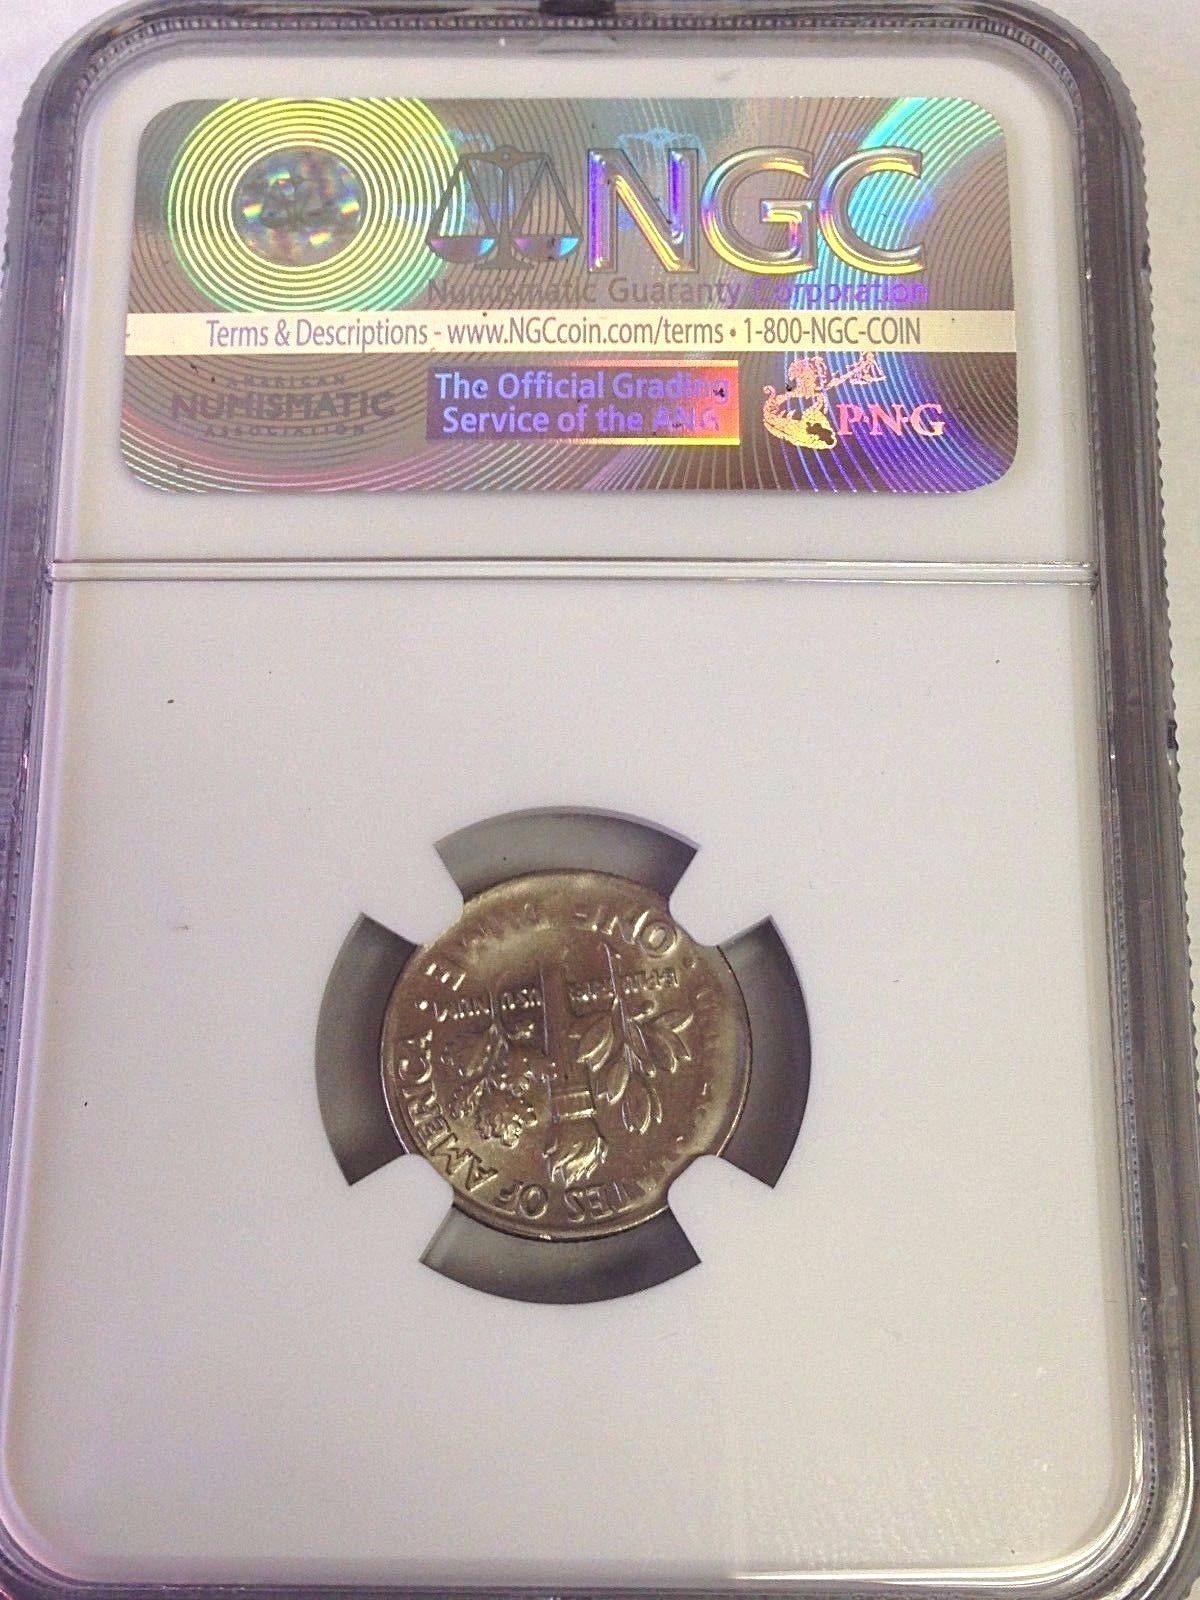 NGC
Numismatic Guaranty Corporation
Terms & Descriptions - www.NGCcoin.com/terms • 1-800-NGC-COIN
AMERICAN
NUMISMATIC
ASSOCIATION
The Official Grading
Service of the ANA
P•N•G
ONE DIME • AMERICA
OF